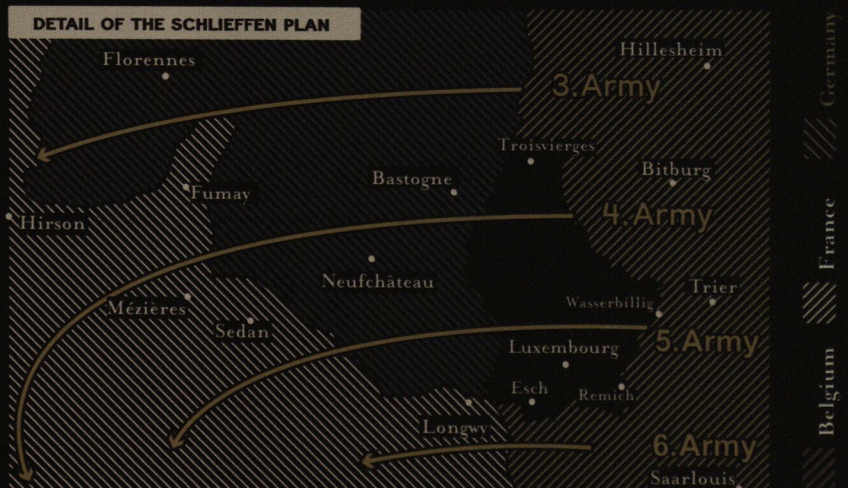 DETAIL OF THE SCHLIEFFEN PLAN
Florennes
Hillesheim
3.Army
Troisvierges
Bitburg
Bastogne
Fumay
4.Army
Hirson
Neufchâteau
Trier
Mézières
Wasserbillig
Sedan
5.Army
Luxembourg
Esch
Remich
Longwy
6.Army
Saarlouis
Germany
France
Belgium